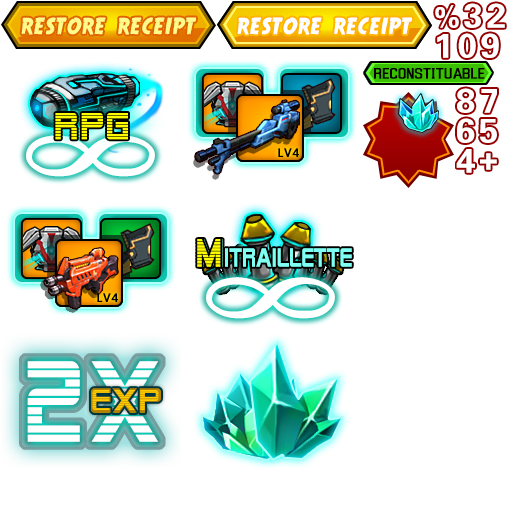 RESTORE RECEIPT
RESTORE RECEIPT
%32
109
RECONSTITUABLE
87
65
4+
RPG
LV4
LV4
MITRAILLETTE
2X
EXP